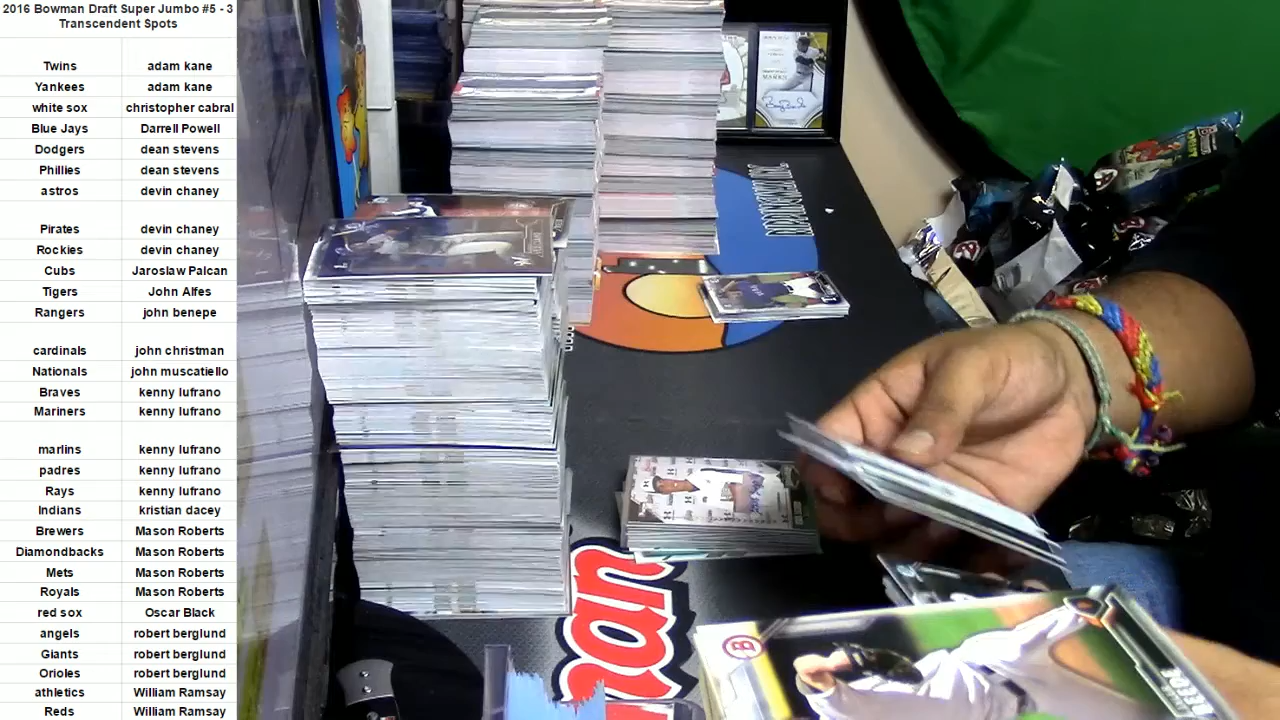 2016 Bowman Draft Super Jumbo #5 - 3
Transcendent Spots
Twins adam kane
Yankees adam kane
white sox christopher cabral
Blue Jays Darrell Powell
Dodgers dean stevens
Phillies dean stevens
astros devin chaney
Pirates devin chaney
Rockies devin chaney
Cubs Jaroslaw Palcan
Tigers John Alfes
Rangers john benepe
cardinals john christman
Nationals john muscatiello
Braves kenny lufrano
Mariners kenny lufrano
marlins kenny lufrano
padres kenny lufrano
Rays kenny lufrano
Indians kristian dacey
Brewers Mason Roberts
Diamondbacks Mason Roberts
Mets Mason Roberts
Royals Mason Roberts
red sox Oscar Black
angels robert berglund
Giants robert berglund
Orioles robert berglund
athletics William Ramsay
Reds William Ramsay
B